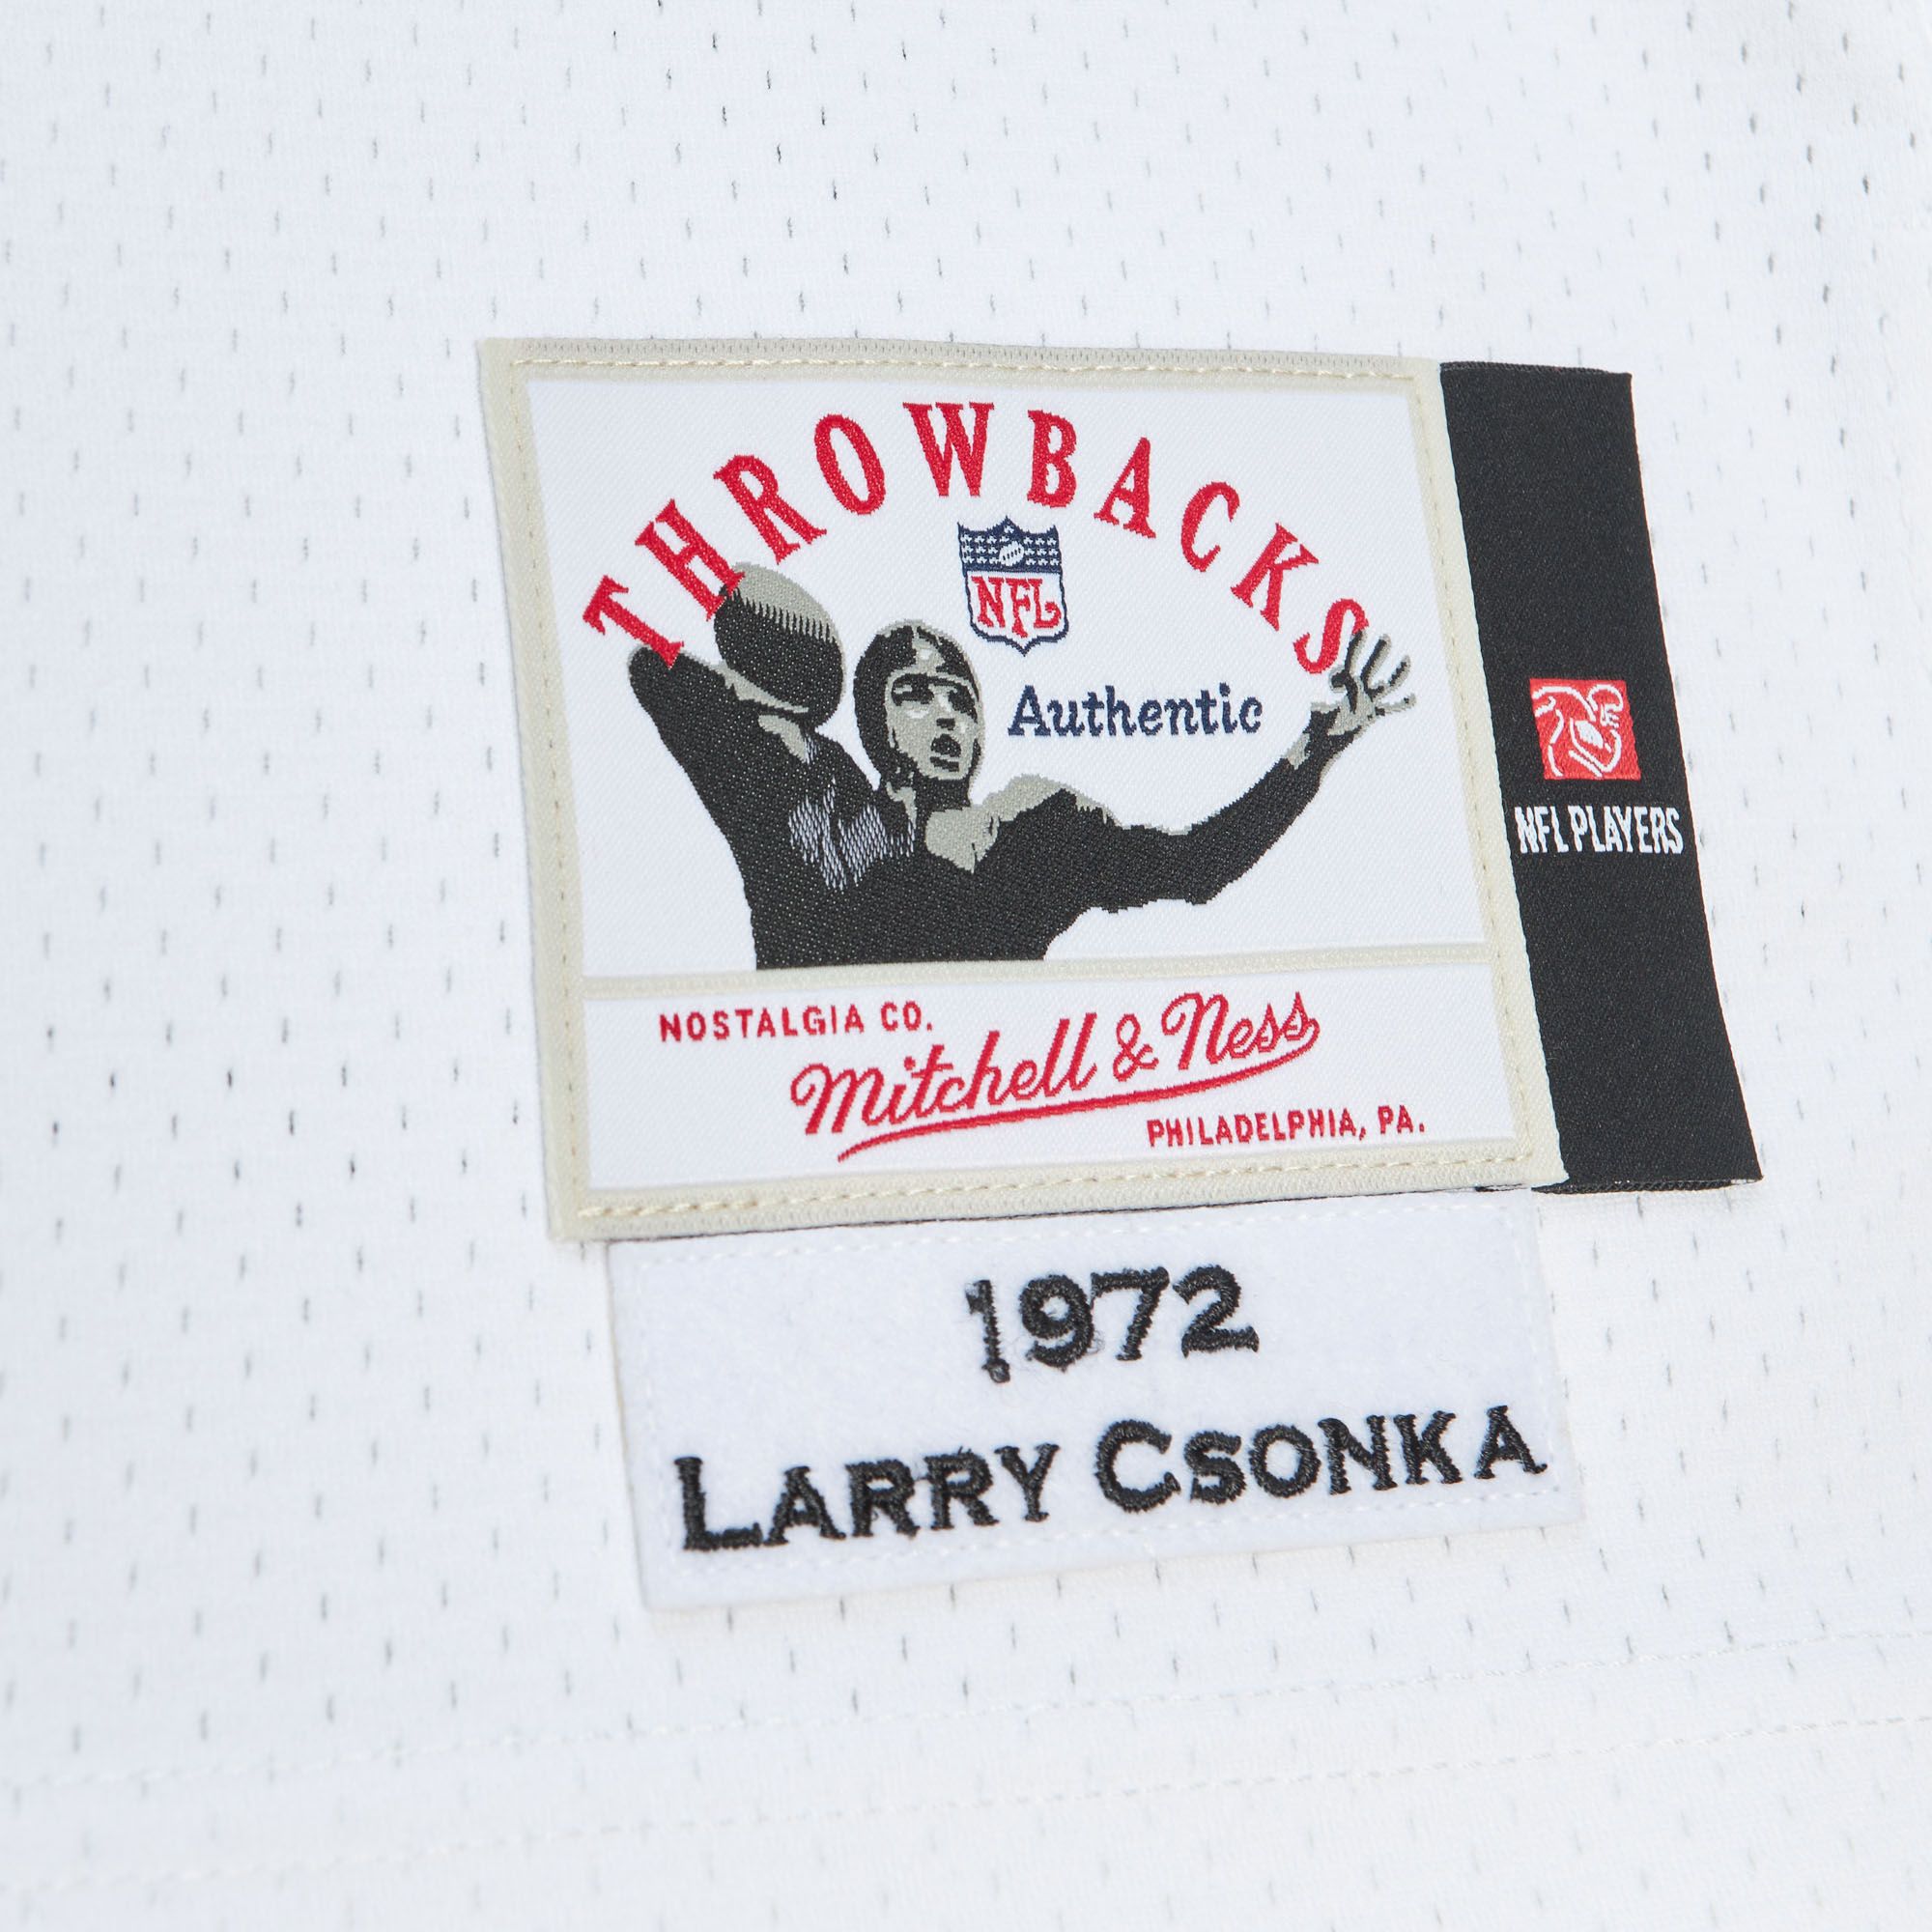 THROWBACKS
NFL
Authentic
NFL PLAYERS
NOSTALGIA CO.
Mitchell & Ness
PHILADELPHIA, PA.
1972
LARRY CSONKA